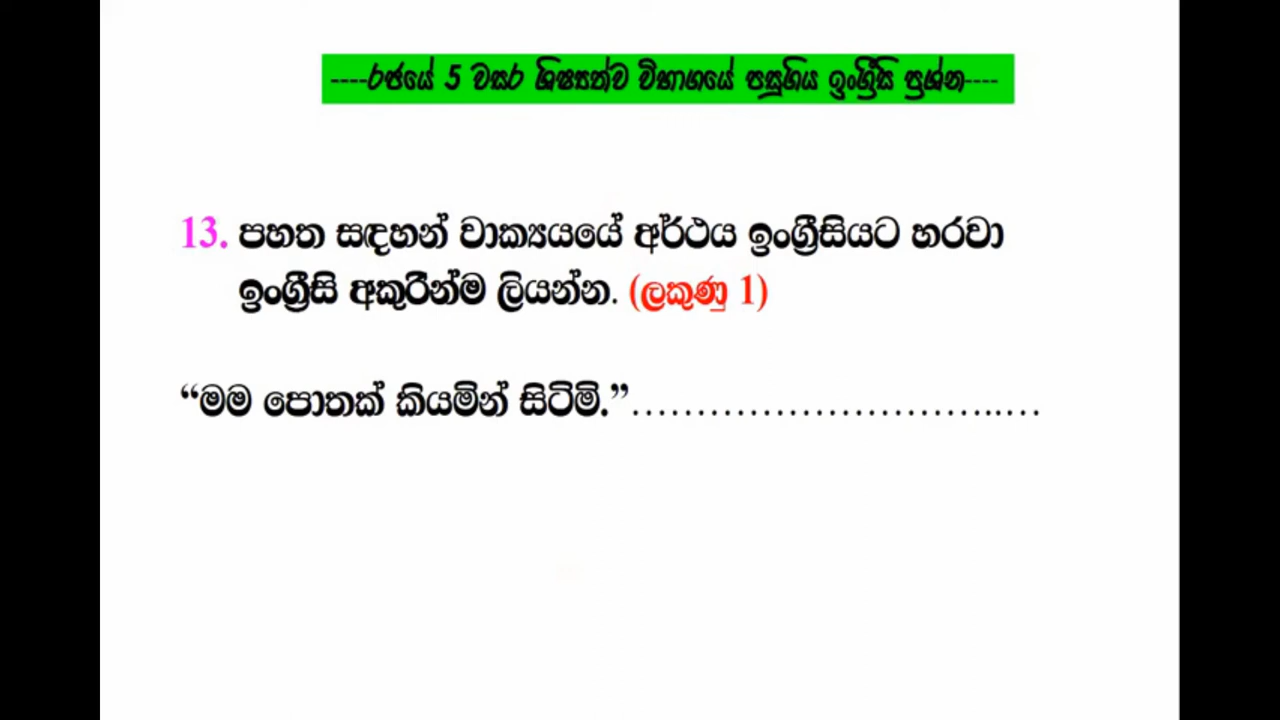 ----රජයේ 5 වසර ශිෂ්‍යත්ව විභාගයේ පසුගිය ඉංග්‍රීසි ප්‍රශ්න----
13. පහත සඳහන් වාක්‍යයයේ අර්ථය ඉංග්‍රීසියට හරවා
ඉංග්‍රීසි අකුරීන්ම ලියන්න. (ලකුණු 1)
“මම පොතක් කියමින් සිටිමි.”…………………………..….